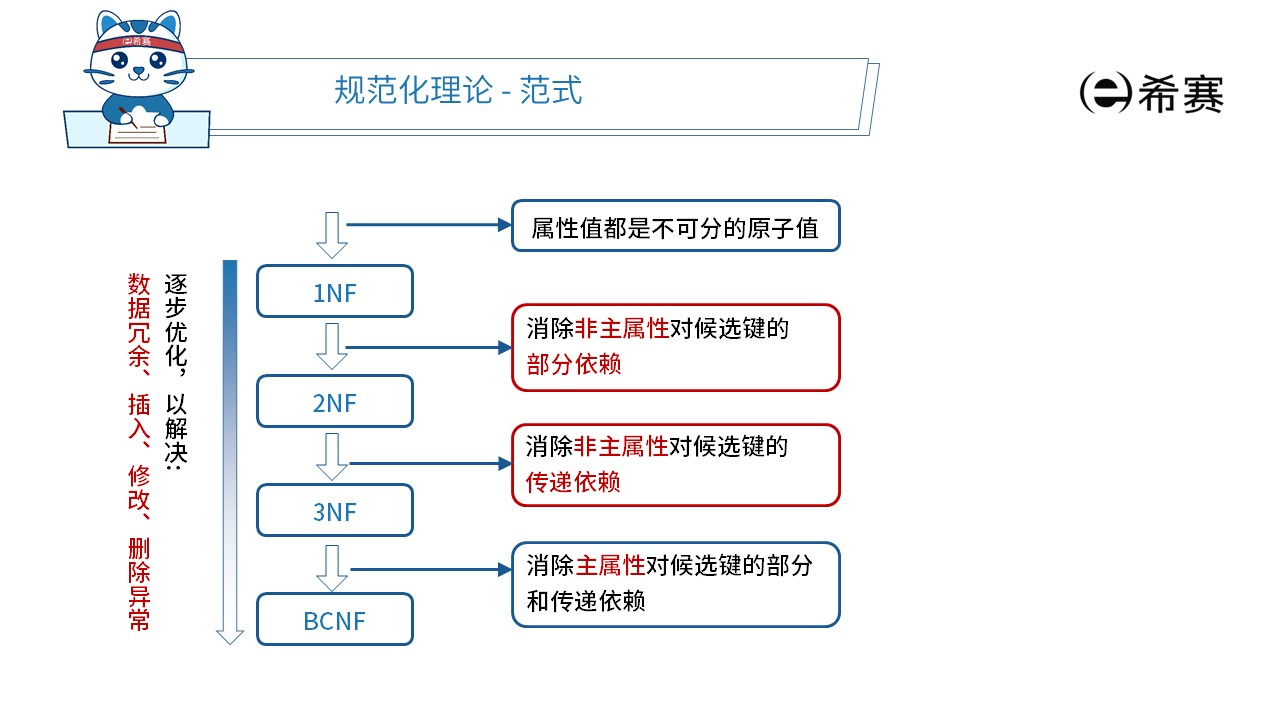 (e)希赛
规范化理论 - 范式
(e)希赛
属性值都是不可分的原子值
1NF
消除非主属性对候选键的
部分依赖
2NF
消除非主属性对候选键的
传递依赖
3NF
消除主属性对候选键的部分
和传递依赖
BCNF
逐步优化，以解决：
数据冗余、插入、修改、删除异常